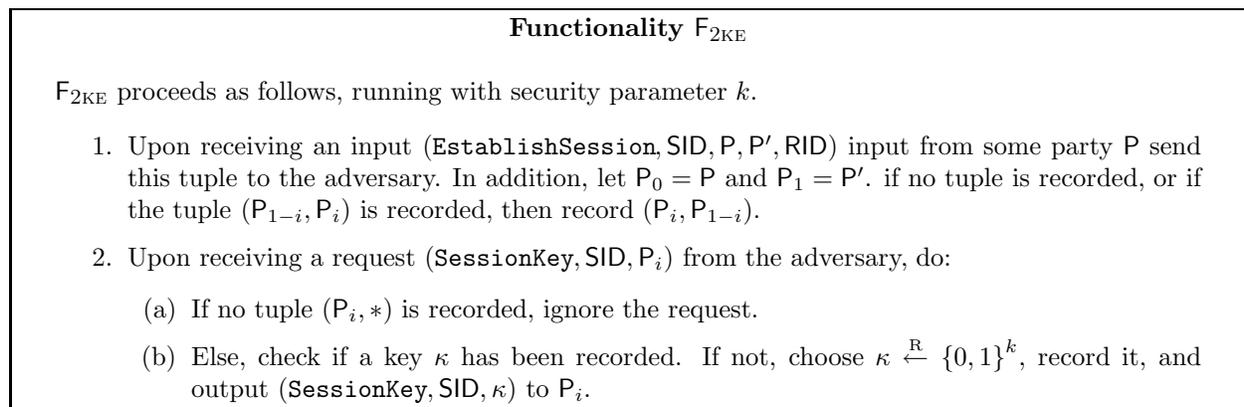 Functionality F2KE
F2KE proceeds as follows, running with security parameter k.
1. Upon receiving an input (EstablishSession, SID, P, P′, RID) input from some party P send
this tuple to the adversary. In addition, let P0 = P and P1 = P′. if no tuple is recorded, or if
the tuple (P1−i, Pi) is recorded, then record (Pi, P1−i).
2. Upon receiving a request (SessionKey, SID, Pi) from the adversary, do:
(a) If no tuple (Pi, ∗) is recorded, ignore the request.
(b) Else, check if a key κ has been recorded. If not, choose κ ←R {0, 1}k, record it, and
output (SessionKey, SID, κ) to Pi.